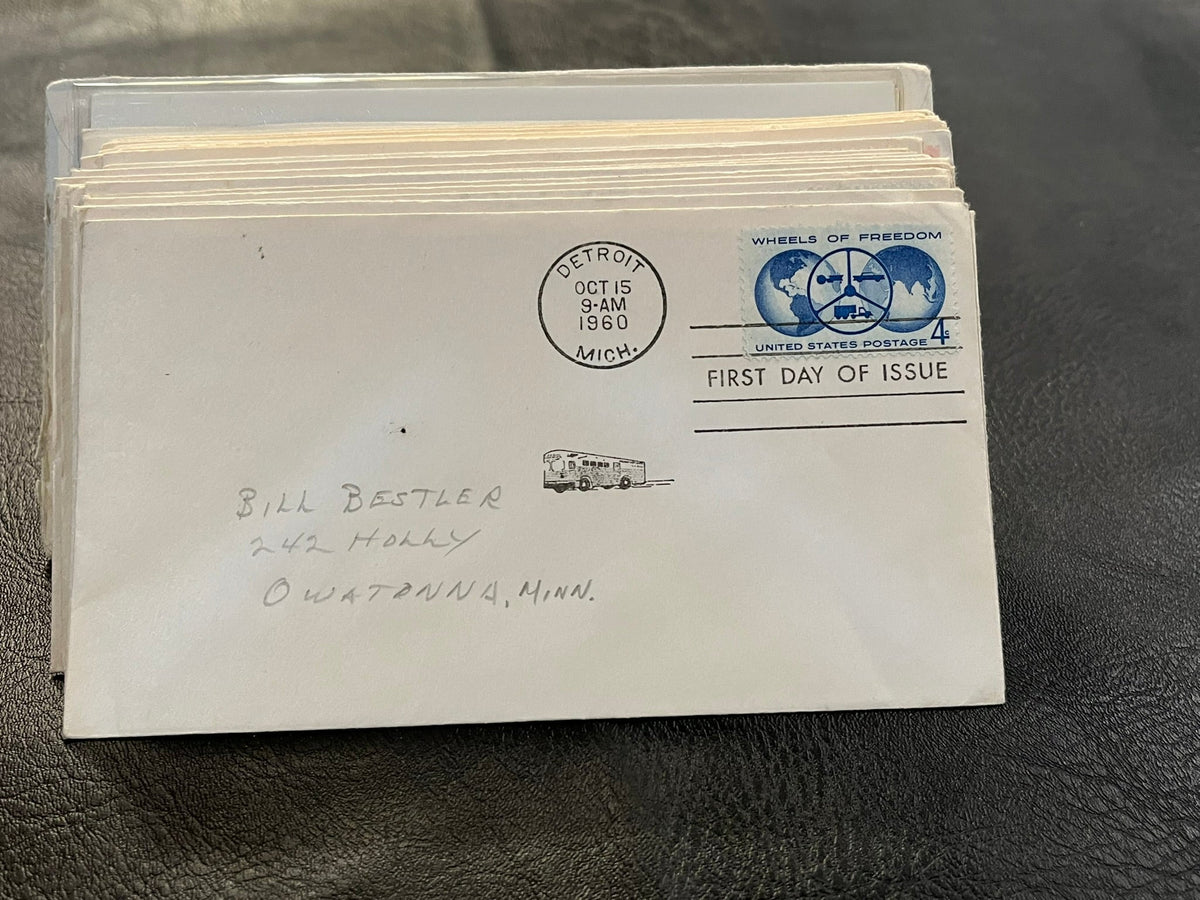 WHEELS OF FREEDOM
UNITED STATES POSTAGE 4c
DETROIT
OCT 15
9-AM
1960
MICH.
FIRST DAY OF ISSUE
BILL BESTLER
242 HOLLY
OWATONNA, MINN.